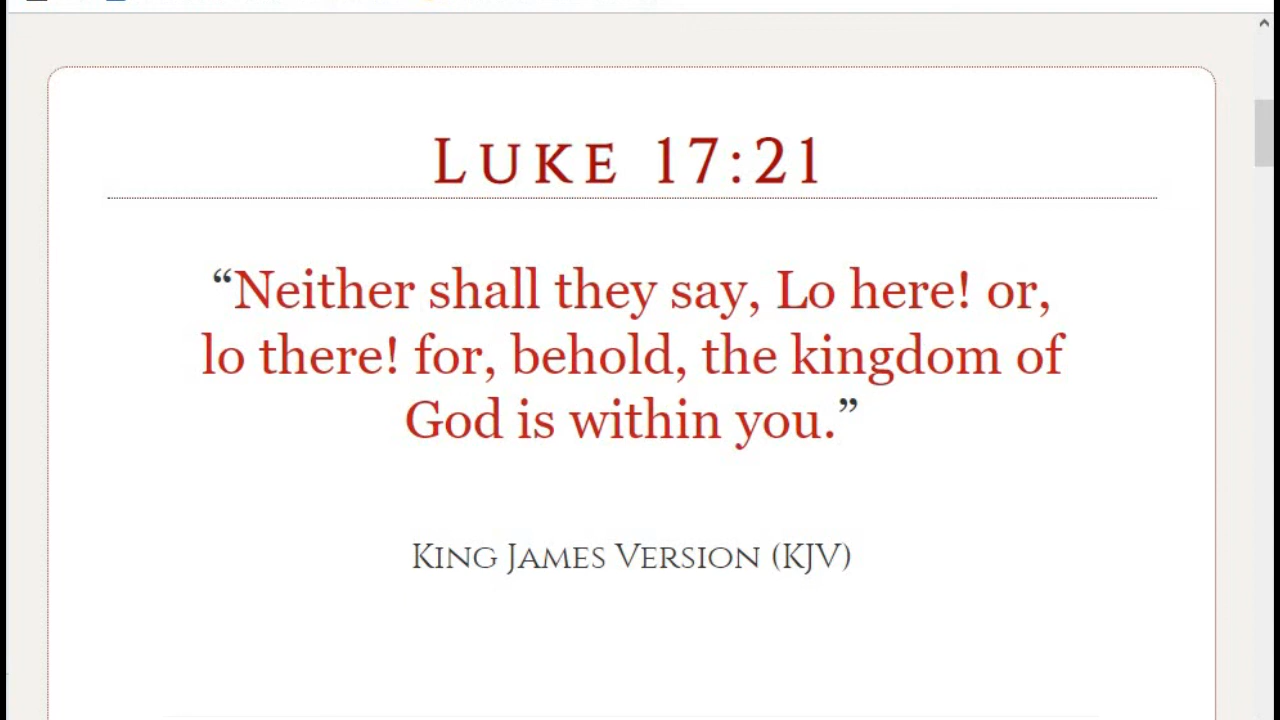 Luke 17:21
“Neither shall they say, Lo here! or,
lo there! for, behold, the kingdom of
God is within you.”
King James Version (KJV)